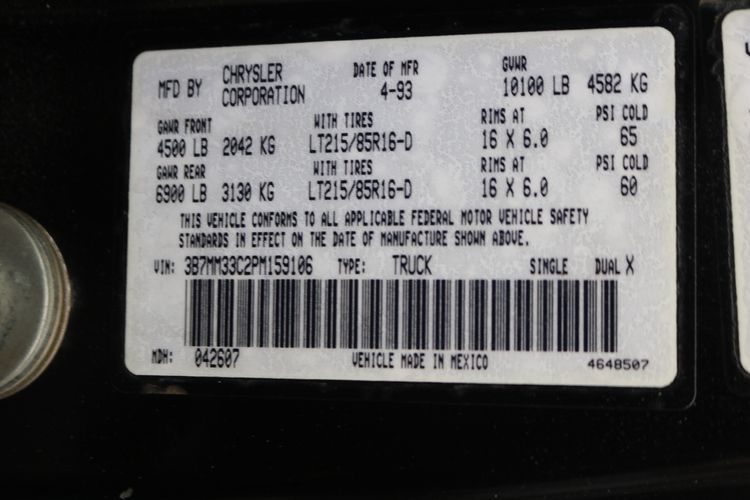 MFD BY CHRYSLER CORPORATION DATE OF MFR 4-93 GVWR 10100 LB 4582 KG
GAWR FRONT WITH TIRES RIMS AT PSI COLD
4500 LB 2042 KG LT215/85R16-D 16 X 6.0 65
GAWR REAR WITH TIRES RIMS AT PSI COLD
6900 LB 3130 KG LT215/85R16-D 16 X 6.0 60
THIS VEHICLE CONFORMS TO ALL APPLICABLE FEDERAL MOTOR VEHICLE SAFETY
STANDARDS IN EFFECT ON THE DATE OF MANUFACTURE SHOWN ABOVE.
VIN: 3B7MM33C2PM159106 TYPE: TRUCK SINGLE DUAL X
MDH: 042607 VEHICLE MADE IN MEXICO 4648507